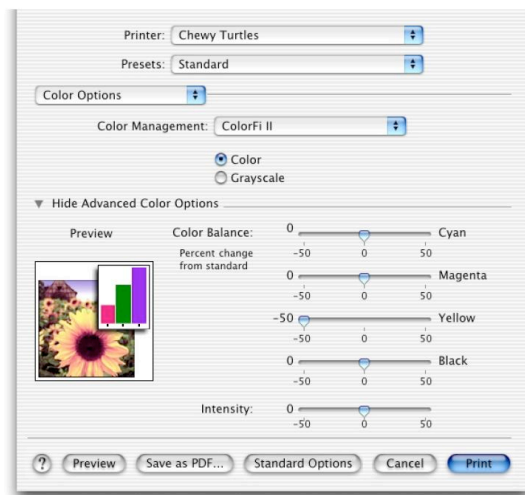 Printer: Chewy Turtles
Presets: Standard
Color Options
Color Management: ColorFi II
Color
Grayscale
Hide Advanced Color Options
Preview
Color Balance: 0 Cyan
Percent change
from standard
-50 0 50
0 Magenta
-50 0 50
-50 Yellow
-50 0 50
0 Black
-50 0 50
Intensity: 0
-50 0 50
? Preview Save as PDF... Standard Options Cancel Print